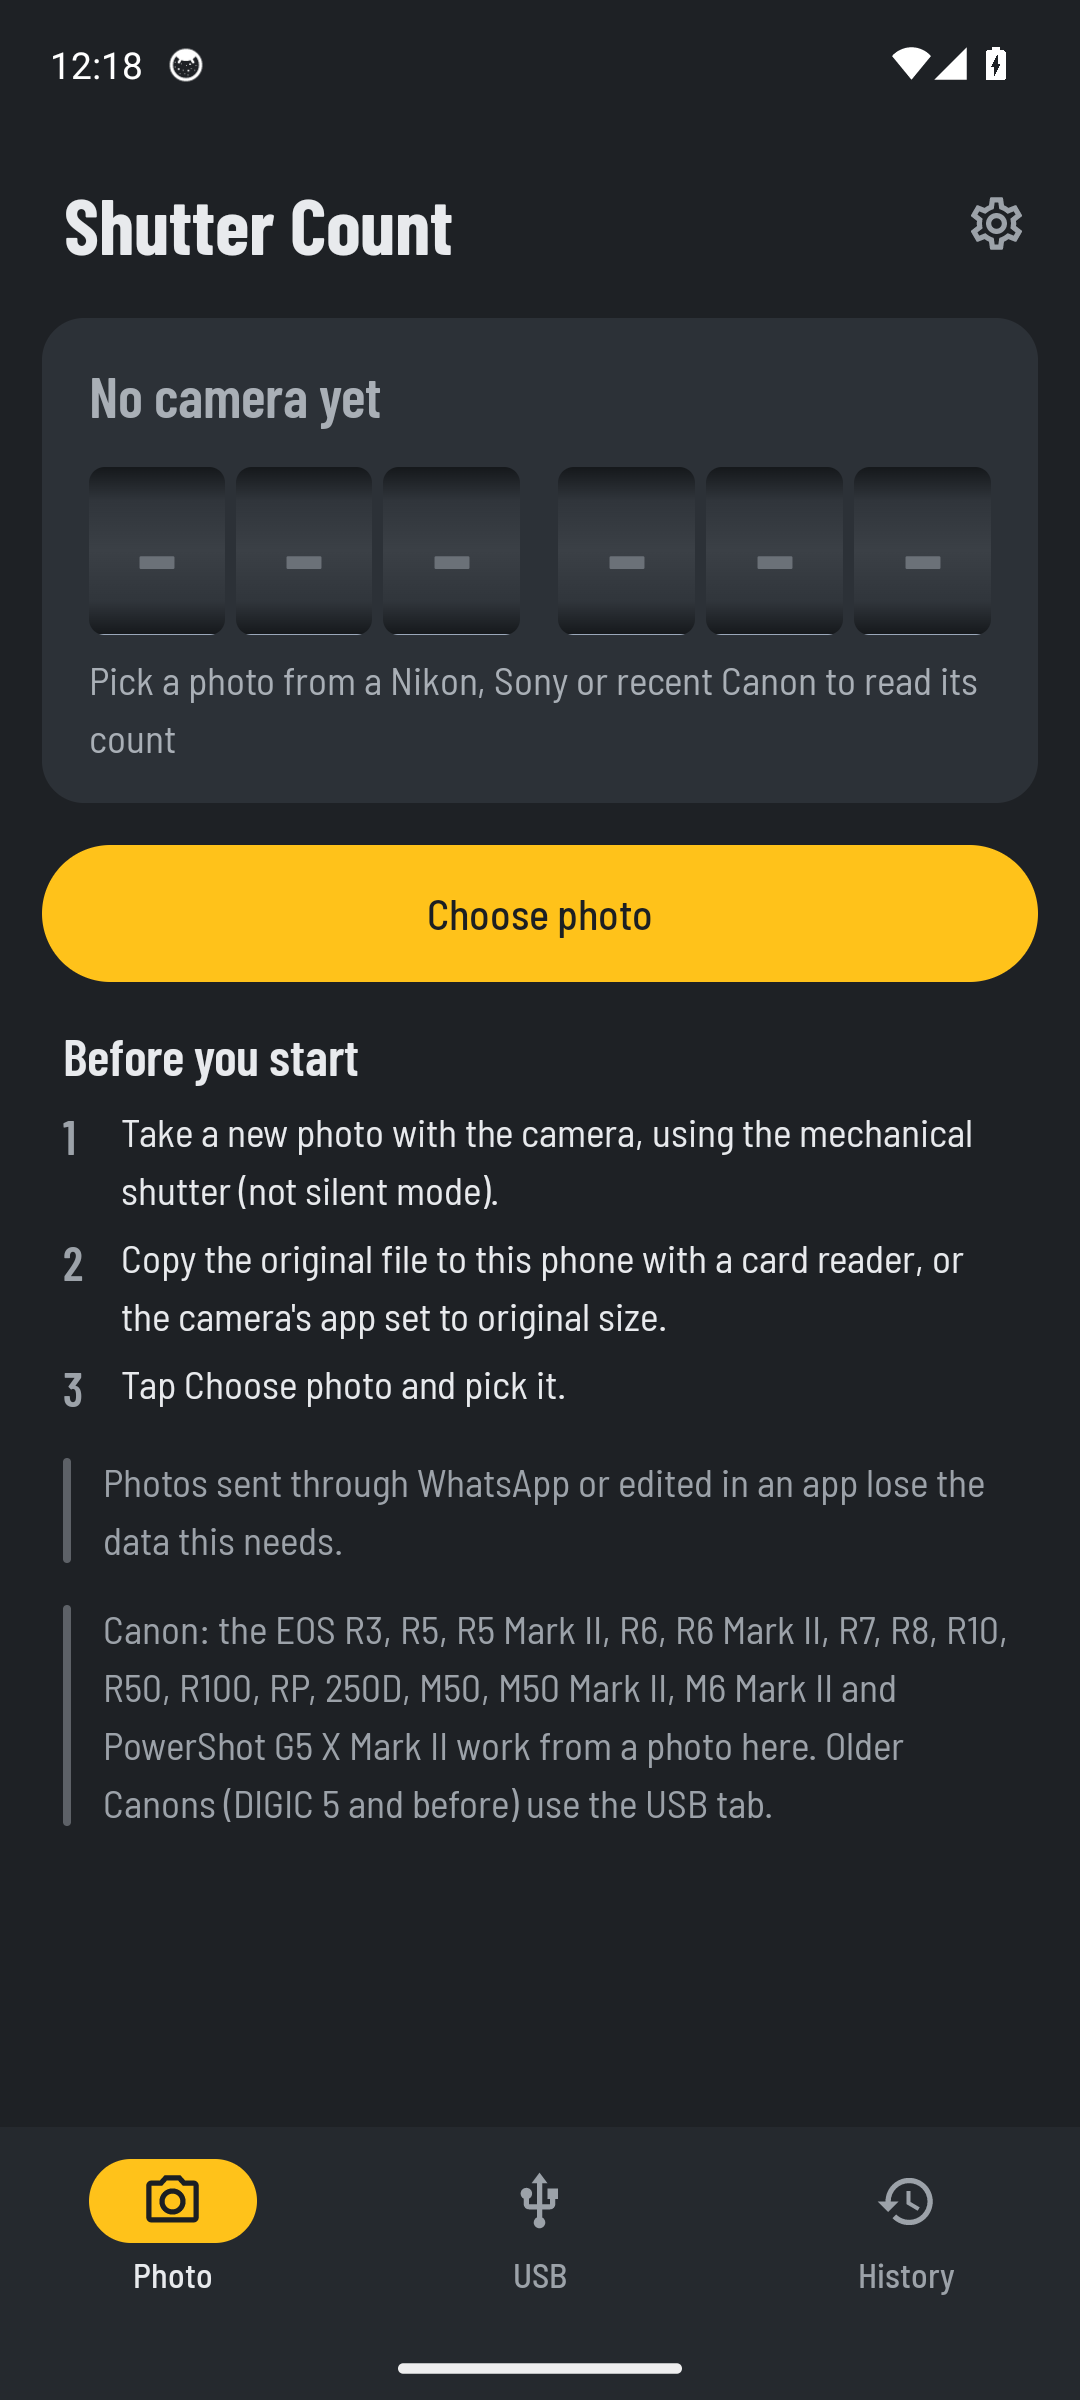 12:18
Shutter Count
No camera yet
– – – – – –
Pick a photo from a Nikon, Sony or recent Canon to read its
count
Choose photo
Before you start
1 Take a new photo with the camera, using the mechanical
shutter (not silent mode).
2 Copy the original file to this phone with a card reader, or
the camera's app set to original size.
3 Tap Choose photo and pick it.
Photos sent through WhatsApp or edited in an app lose the
data this needs.
Canon: the EOS R3, R5, R5 Mark II, R6, R6 Mark II, R7, R8, R10,
R50, R100, RP, 250D, M50, M50 Mark II, M6 Mark II and
PowerShot G5 X Mark II work from a photo here. Older
Canons (DIGIC 5 and before) use the USB tab.
Photo USB History